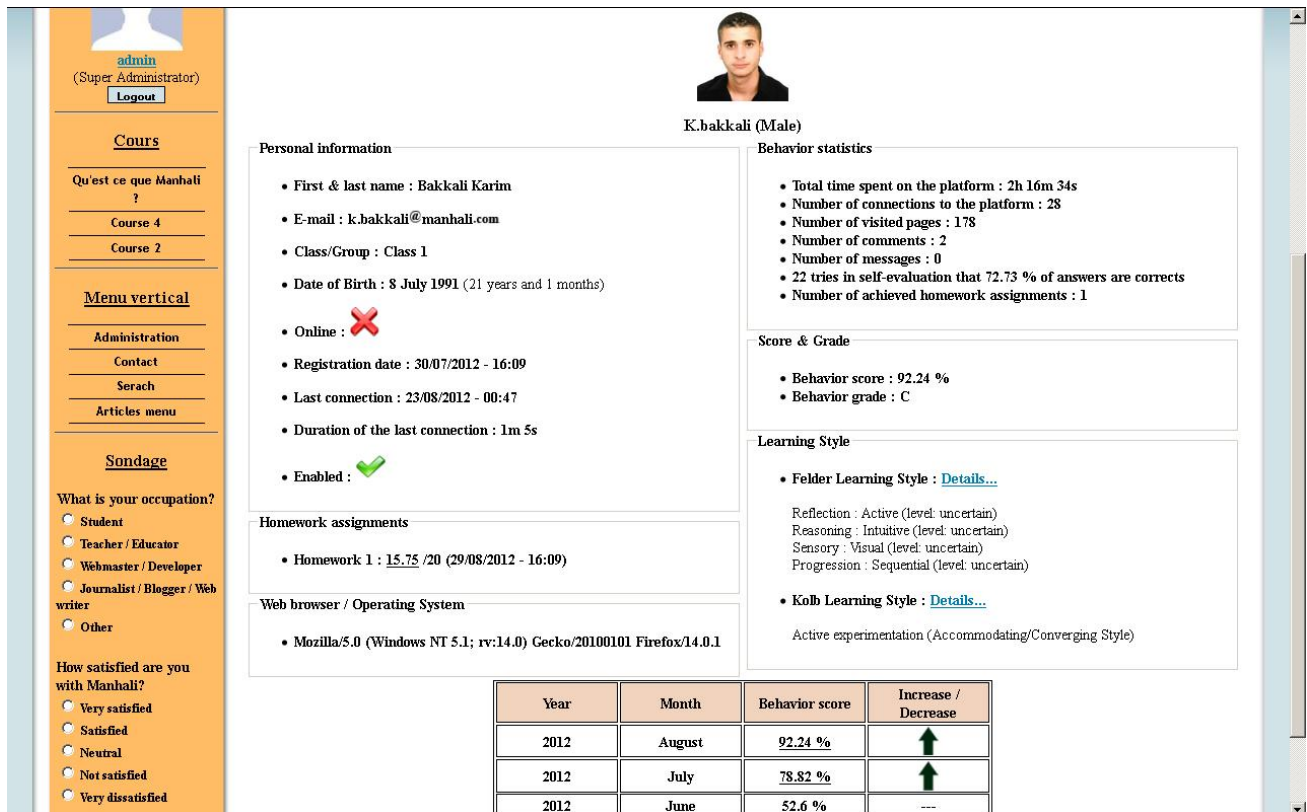 admin
(Super Administrator)
Logout
Cours
Qu'est ce que Manhali
?
Course 4
Course 2
Menu vertical
Administration
Contact
Serach
Articles menu
Sondage
What is your occupation?
Student
Teacher / Educator
Webmaster / Developer
Journalist / Blogger / Web
writer
Other
How satisfied are you
with Manhali?
Very satisfied
Satisfied
Neutral
Not satisfied
Very dissatisfied
K.bakkali (Male)
Personal information
First & last name : Bakkali Karim
E-mail : k.bakkali@manhali.com
Class/Group : Class 1
Date of Birth : 8 July 1991 (21 years and 1 months)
Online :
Registration date : 30/07/2012 - 16:09
Last connection : 23/08/2012 - 00:47
Duration of the last connection : 1m 5s
Enabled :
Homework assignments
Homework 1 : 15.75 /20 (29/08/2012 - 16:09)
Web browser / Operating System
Mozilla/5.0 (Windows NT 5.1; rv:14.0) Gecko/20100101 Firefox/14.0.1
Behavior statistics
Total time spent on the platform : 2h 16m 34s
Number of connections to the platform : 28
Number of visited pages : 178
Number of comments : 2
Number of messages : 0
22 tries in self-evaluation that 72.73 % of answers are corrects
Number of achieved homework assignments : 1
Score & Grade
Behavior score : 92.24 %
Behavior grade : C
Learning Style
Felder Learning Style : Details...
Reflection : Active (level: uncertain)
Reasoning : Intuitive (level: uncertain)
Sensory : Visual (level: uncertain)
Progression : Sequential (level: uncertain)
Kolb Learning Style : Details...
Active experimentation (Accommodating/Converging Style)
Year Month Behavior score Increase / Decrease
2012 August 92.24 %
2012 July 78.82 %
2012 June 52.6 % ---